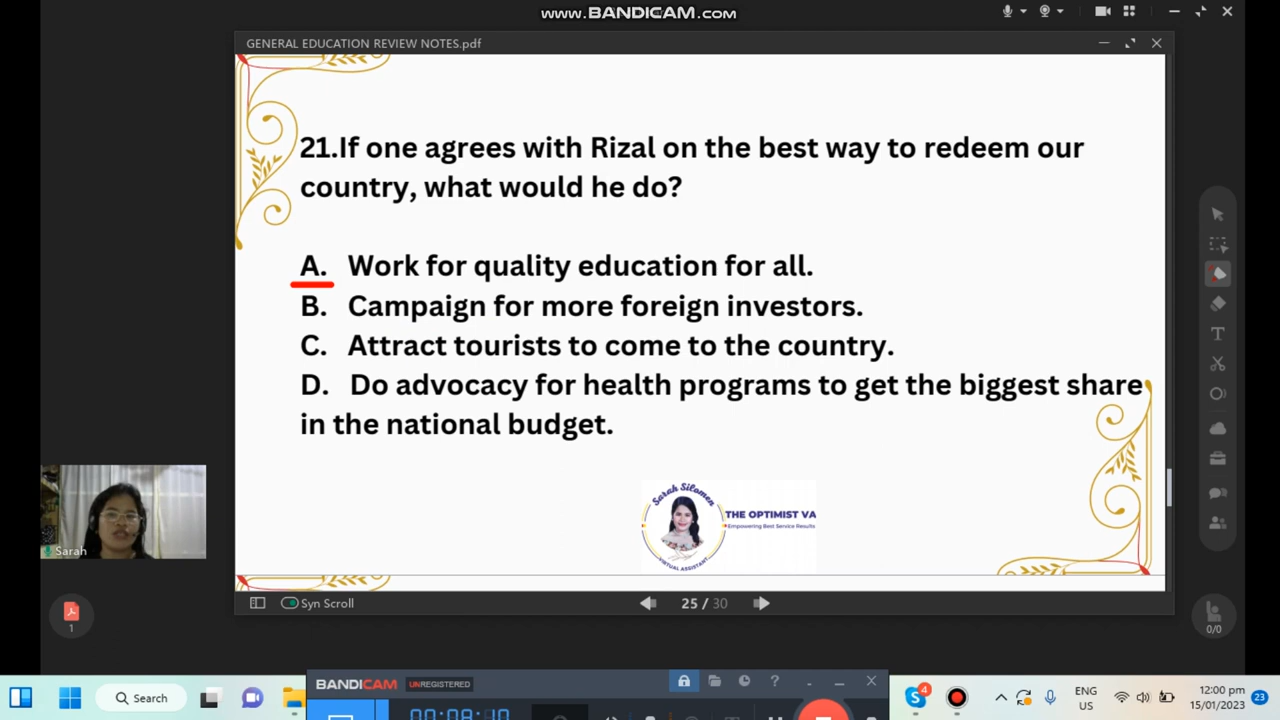 www.BANDICAM.com
GENERAL EDUCATION REVIEW NOTES.pdf
21.If one agrees with Rizal on the best way to redeem our
country, what would he do?
A. Work for quality education for all.
B. Campaign for more foreign investors.
C. Attract tourists to come to the country.
D. Do advocacy for health programs to get the biggest share
in the national budget.
Sarah Silomen
THE OPTIMIST VA
Empowering Best Service Results
VIRTUAL ASSISTANT
Sarah
Syn Scroll
25 / 30
1
0/0
T
BANDICAM UNREGISTERED
00:08:10
Search
4
ENG
US
12:00 pm
15/01/2023
23